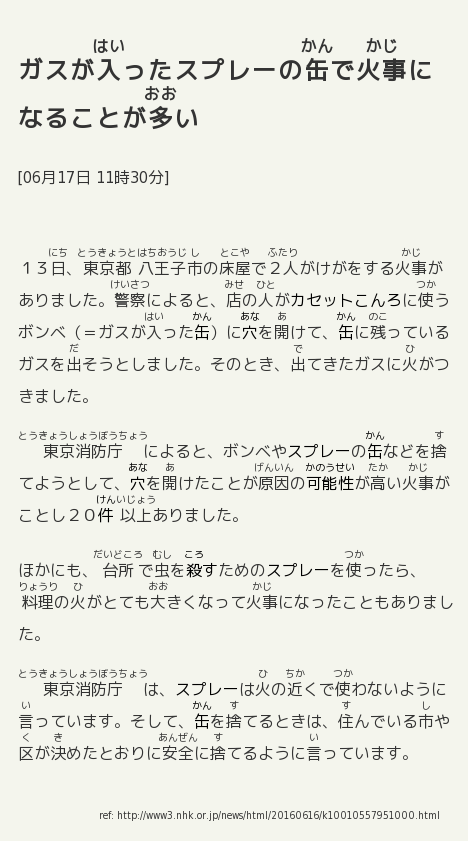 ガスが入ったスプレーの缶で火事に
なることが多い
[06月17日 11時30分]
１３日、東京都 八王子市の床屋で２人がけがをする火事が
ありました。警察によると、店の人がカセットこんろに使う
ボンベ（＝ガスが入った缶）に穴を開けて、缶に残っている
ガスを出そうとしました。そのとき、出てきたガスに火がつ
きました。
東京消防庁によると、ボンベやスプレーの缶などを捨
てようとして、穴を開けたことが原因の可能性が高い火事が
ことし２０件 以上ありました。
ほかにも、台所で虫を殺すためのスプレーを使ったら、
料理の火がとても大きくなって火事になったこともありまし
た。
東京消防庁は、スプレーは火の近くで使わないように
言っています。そして、缶を捨てるときは、住んでいる市や
区が決めたとおりに安全に捨てるように言っています。
ref: http://www3.nhk.or.jp/news/html/20160616/k10010557951000.html